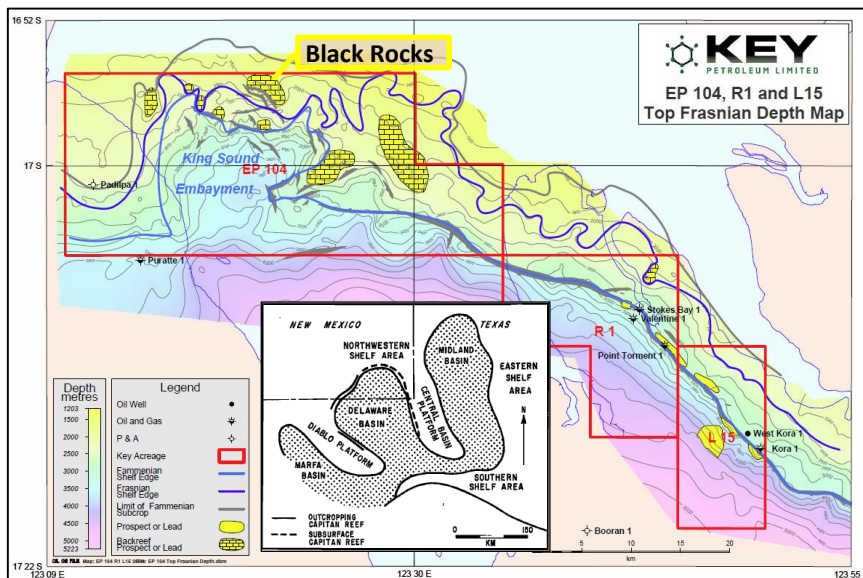 16 52 S
Black Rocks
KEY
PETROLEUM LIMITED
EP 104, R1 and L15
Top Frasnian Depth Map
17 S
King Sound
EP 104
Embayment
Padilpa 1
Puratte 1
Stokes Bay 1
Valentine 1
R 1
Point Torment 1
L 15
West Kora 1
Kora 1
Booran 1
NEW MEXICO
TEXAS
NORTHWESTERN
SHELF AREA
MIDLAND
BASIN
EASTERN
SHELF
AREA
DELAWARE
BASIN
CENTRAL BASIN
PLATFORM
DIABLO PLATFORM
MARFA
BASIN
N
SOUTHERN
SHELF AREA
OUTCROPPING
CAPITAN REEF
SUBSURFACE
CAPITAN REEF
0 150
KM
Depth
metres
1203
1500
2000
2500
3000
3500
4000
5000
5223
Legend
Oil Well
Oil and Gas
P & A
Key Acreage
Fammenian
Shelf Edge
Frasnian
Shelf Edge
Limit of Fammenian
Subcrop
Prospect or Lead
Backreef
Prospect or Lead
5 10 15 20
km
17 22 S
123 09 E
123 30 E
123 55